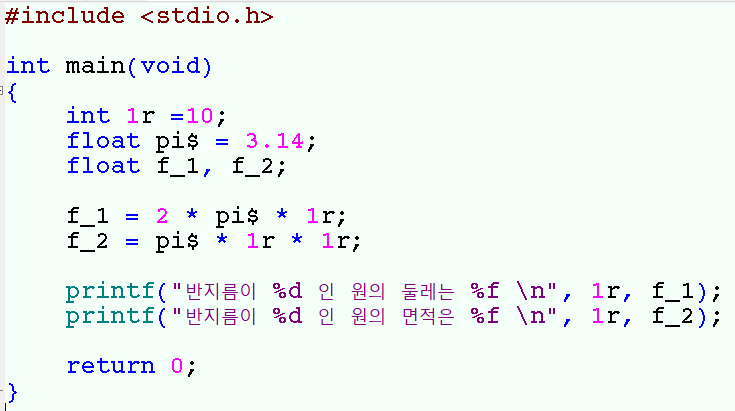 #include <stdio.h>
int main(void)
{
int 1r =10;
float pi$ = 3.14;
float f_1, f_2;
f_1 = 2 * pi$ * 1r;
f_2 = pi$ * 1r * 1r;
printf("반지름이 %d 인 원의 둘레는 %f \n", 1r, f_1);
printf("반지름이 %d 인 원의 면적은 %f \n", 1r, f_2);
return 0;
}